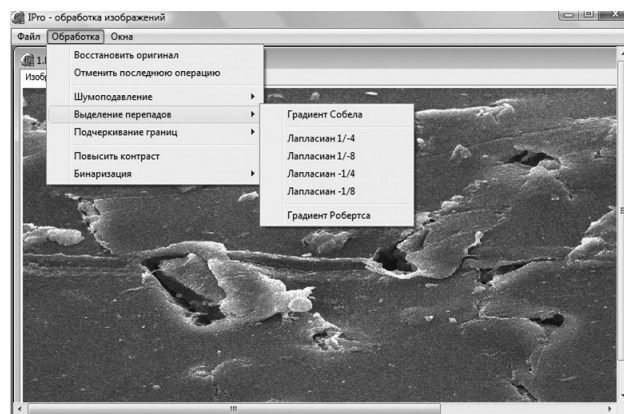 IPro - обработка изображений
Файл Обработка Окна
Восстановить оригинал
Отменить последнюю операцию
Шумоподавление
Выделение перепадов
Подчеркивание границ
Повысить контраст
Бинаризация
Градиент Собела
Лапласиан 1/-4
Лапласиан 1/-8
Лапласиан -1/4
Лапласиан -1/8
Градиент Робертса